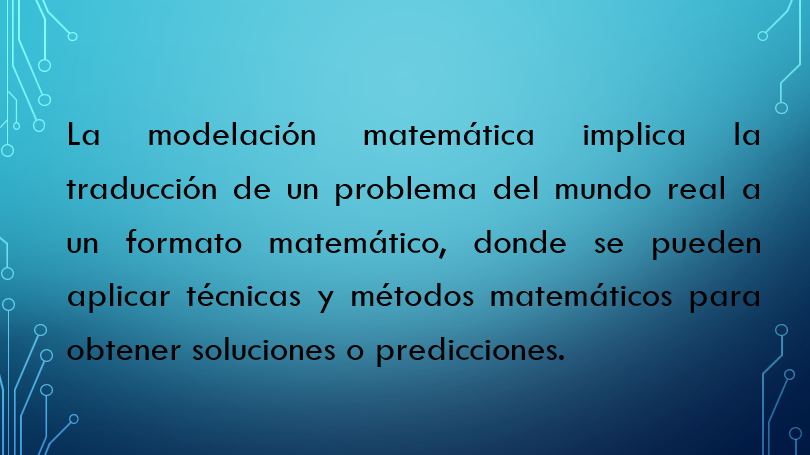 La modelación matemática implica la
traducción de un problema del mundo real a
un formato matemático, donde se pueden
aplicar técnicas y métodos matemáticos para
obtener soluciones o predicciones.